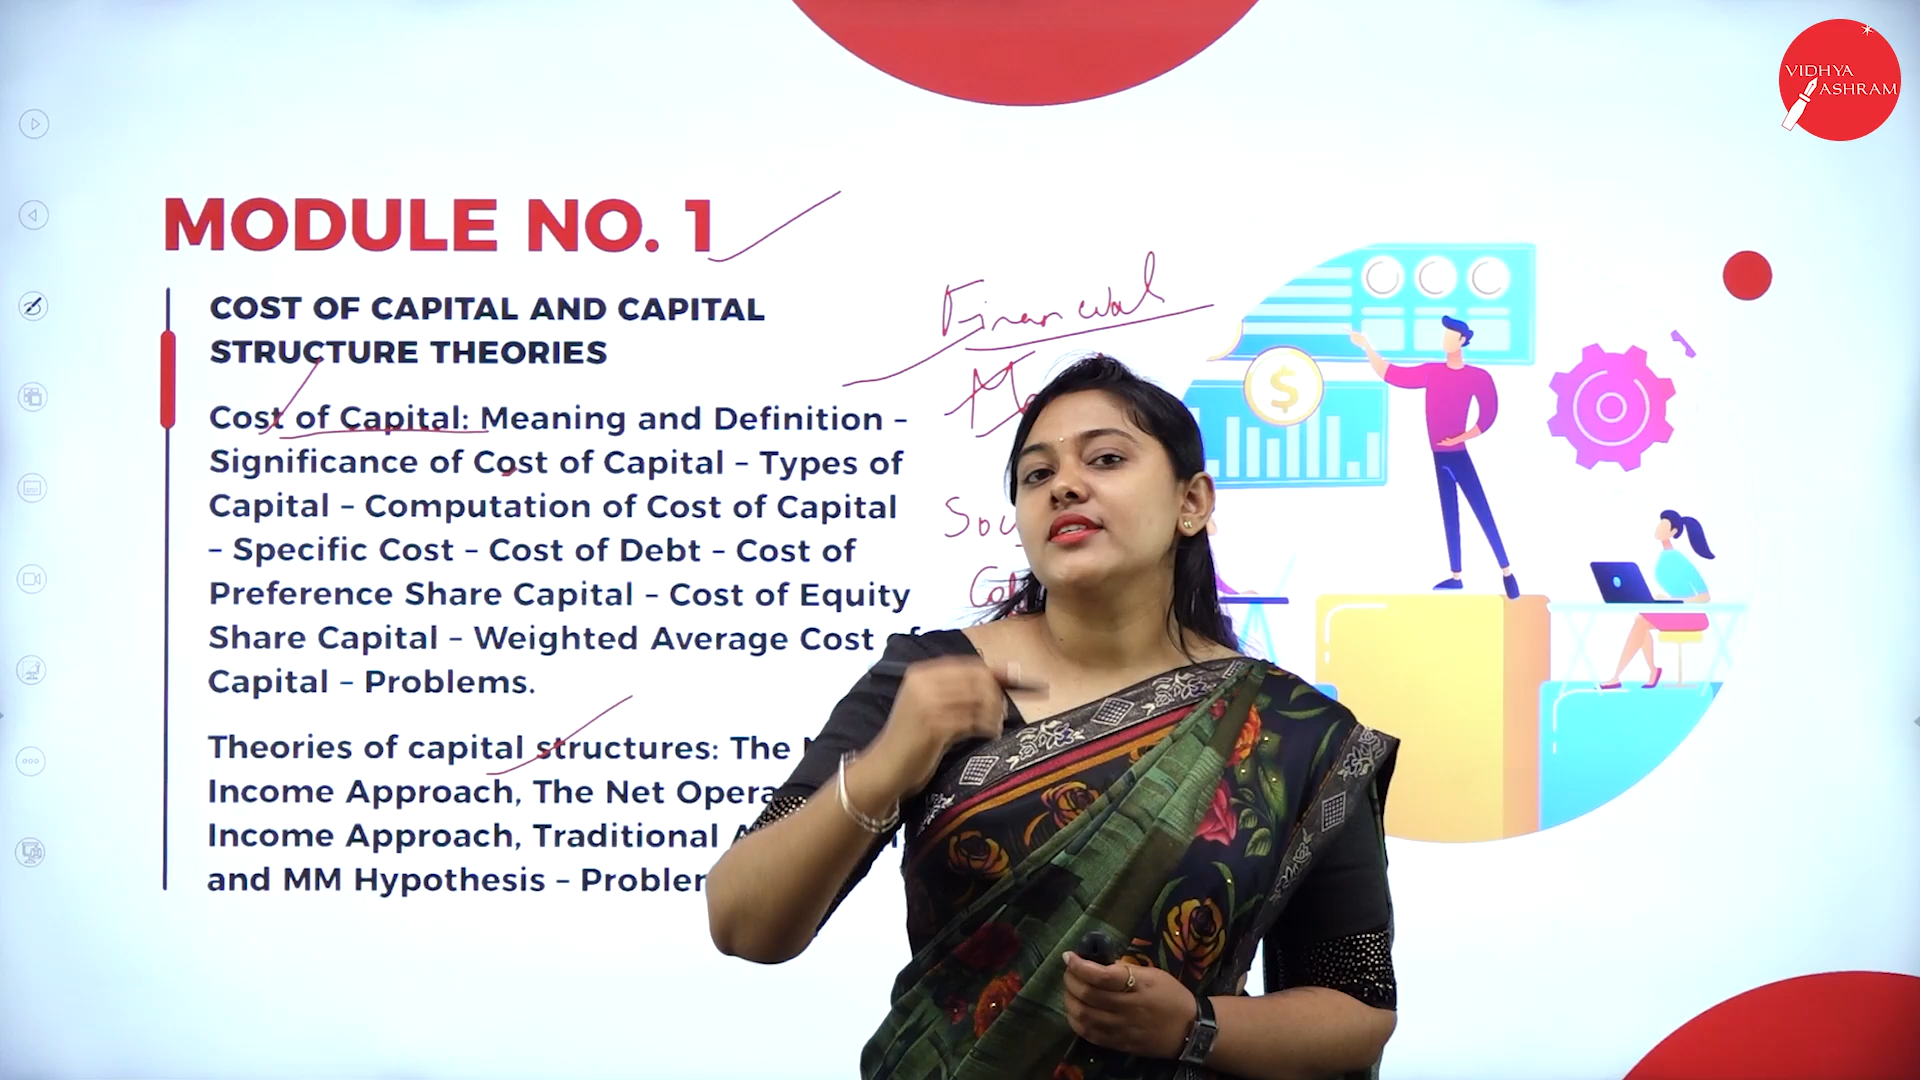 VIDHYA
ASHRAM
MODULE NO. 1
COST OF CAPITAL AND CAPITAL
STRUCTURE THEORIES
Cost of Capital: Meaning and Definition –
Significance of Cost of Capital – Types of
Capital – Computation of Cost of Capital
– Specific Cost – Cost of Debt – Cost of
Preference Share Capital – Cost of Equity
Share Capital – Weighted Average Cost of
Capital – Problems.
Theories of capital structures: The
Income Approach, The Net
Income Approach, Traditional
and MM Hypothesis –
Financial
$